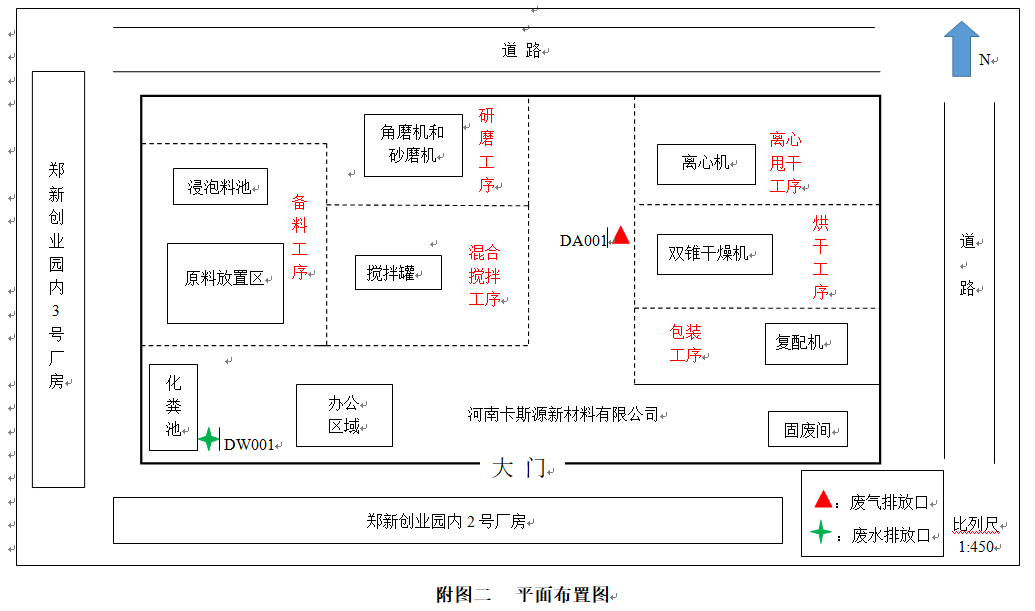 道 路
N
郑
新
创
业
园
内
3
号
厂
房
角磨机和
砂磨机
研
磨
工
序
浸泡料池
备
料
工
序
原料放置区
搅拌罐
混合
搅拌
工序
离心机
离心
甩干
工序
DA001
双锥干燥机
烘
干
工
序
包装
工序
复配机
道
路
化
粪
池
DW001
办公
区域
河南卡斯源新材料有限公司
固废间
大 门
郑新创业园内2号厂房
：废气排放口
：废水排放口
比列尺
1:450
附图二 平面布置图